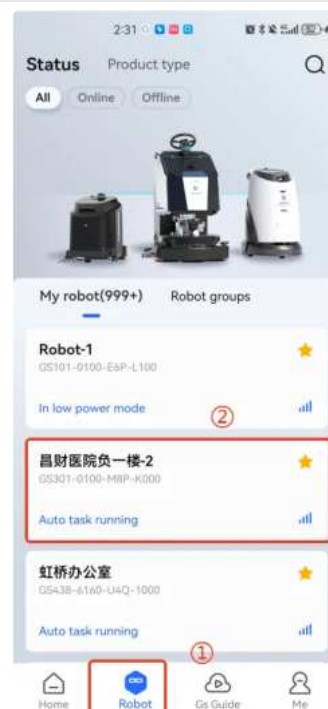 2:31
Status Product type
All Online Offline
My robot(999+) Robot groups
Robot-1
GS101-0100-E6P-L100
In low power mode
②
昌财医院负一楼-2
GS301-0100-M8P-K000
Auto task running
虹桥办公室
GS438-6160-U4Q-1000
Auto task running
①
Home Robot Gs Guide Me